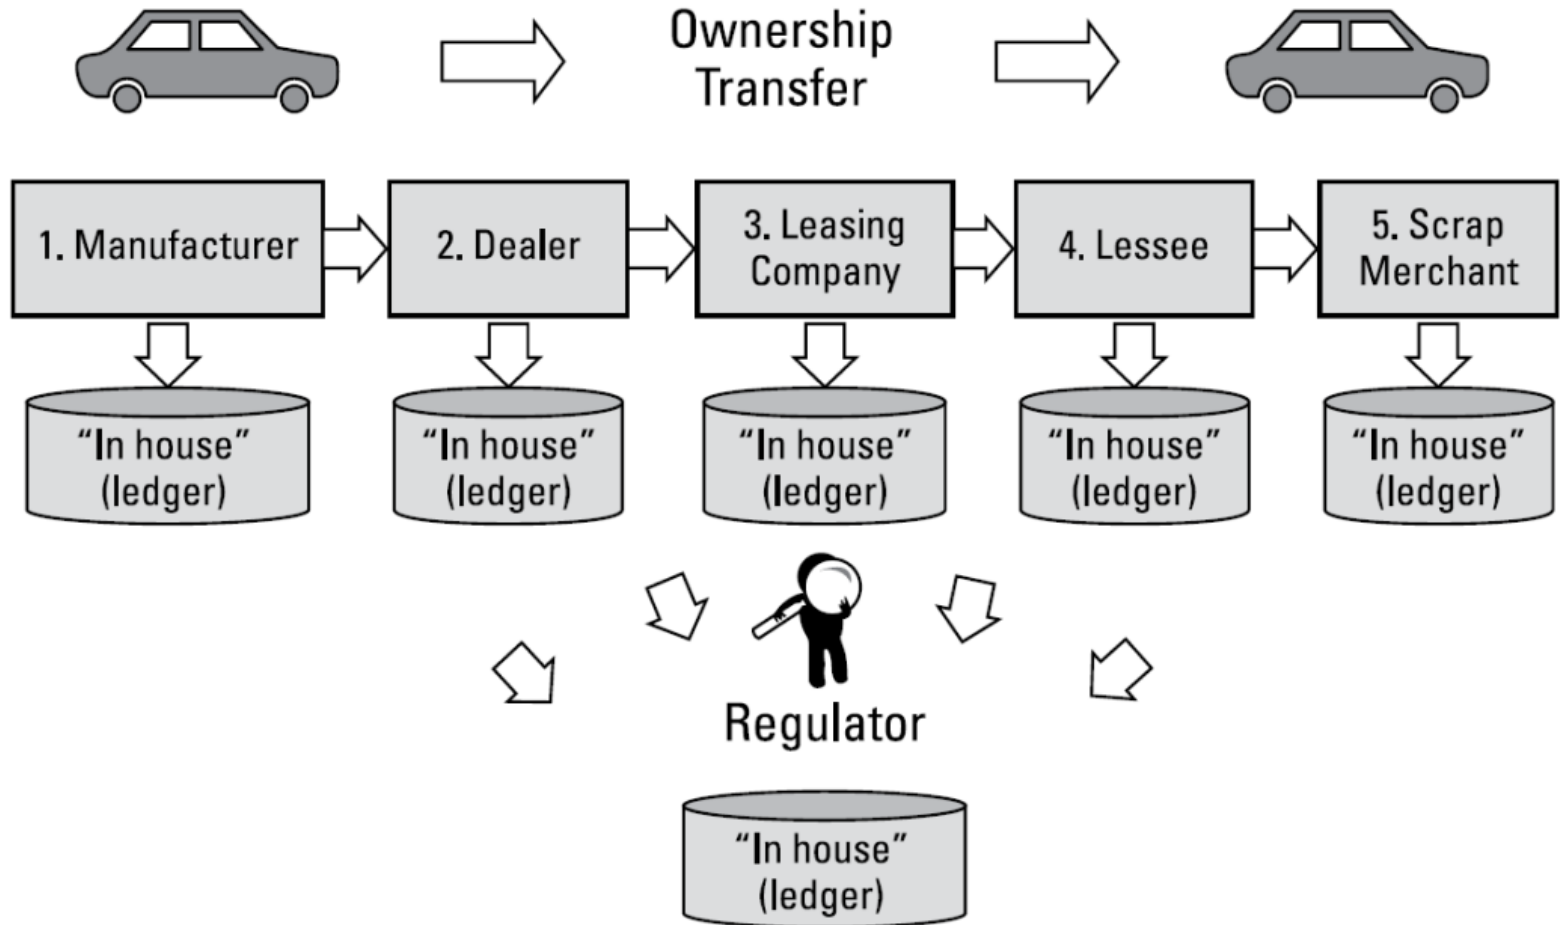 Ownership
Transfer
1. Manufacturer
2. Dealer
3. Leasing
Company
4. Lessee
5. Scrap
Merchant
“In house”
(ledger)
“In house”
(ledger)
“In house”
(ledger)
“In house”
(ledger)
“In house”
(ledger)
Regulator
“In house”
(ledger)